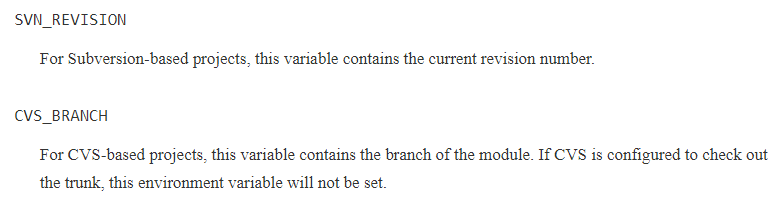 SVN_REVISION
For Subversion-based projects, this variable contains the current revision number.
CVS_BRANCH
For CVS-based projects, this variable contains the branch of the module. If CVS is configured to check out
the trunk, this environment variable will not be set.